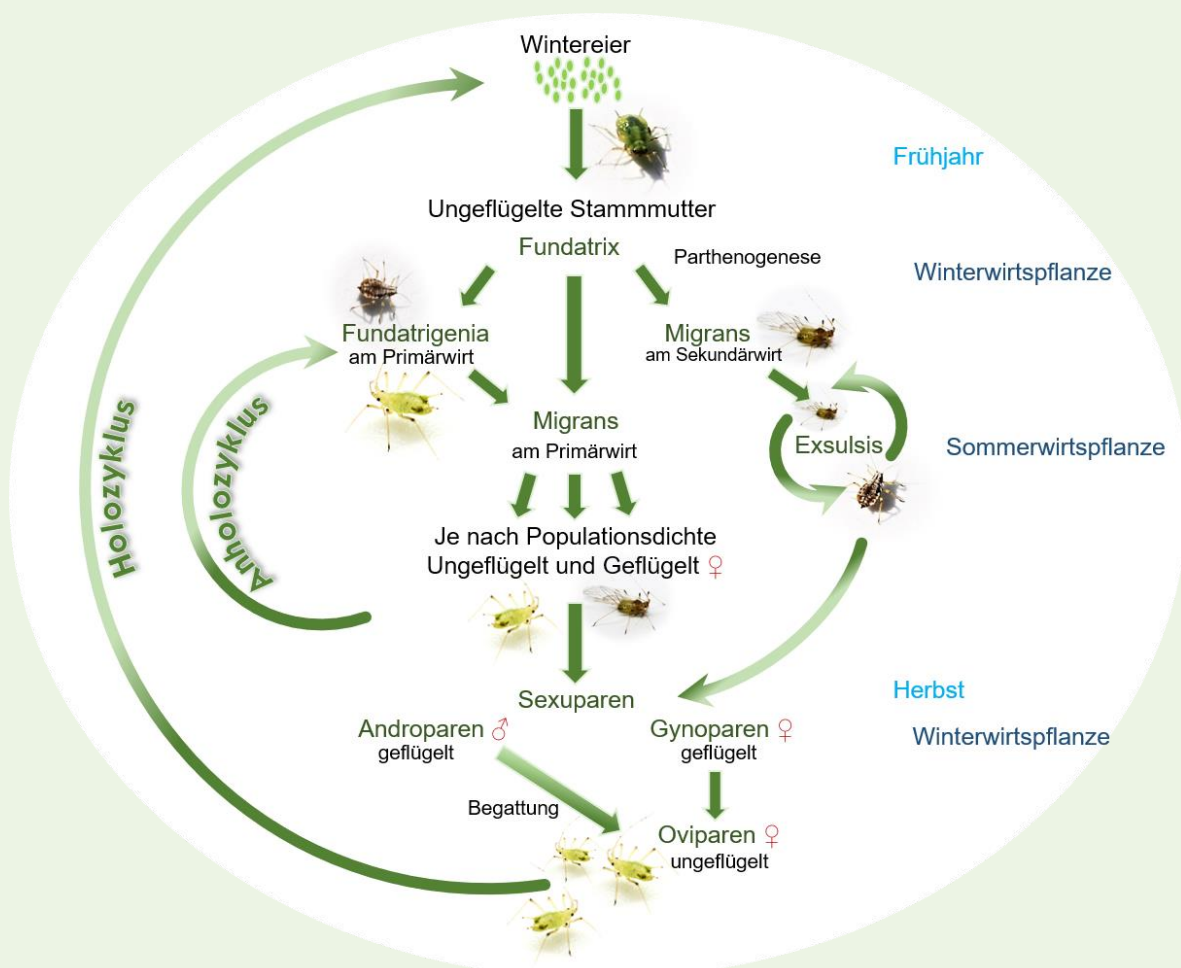 Wintereier
Frühjahr
Ungeflügelte Stammmutter
Fundatrix
Parthenogenese
Winterwirtspflanze
Fundatrigenia
am Primärwirt
Migrans
am Sekundärwirt
Holozyklus
Anholozyklus
Migrans
am Primärwirt
Exsulsis
Sommerwirtspflanze
Je nach Populationsdichte
Ungeflügelt und Geflügelt ♀
Sexuparen
Herbst
Androparen ♂
geflügelt
Gynoparen ♀
geflügelt
Winterwirtspflanze
Begattung
Oviparen ♀
ungeflügelt